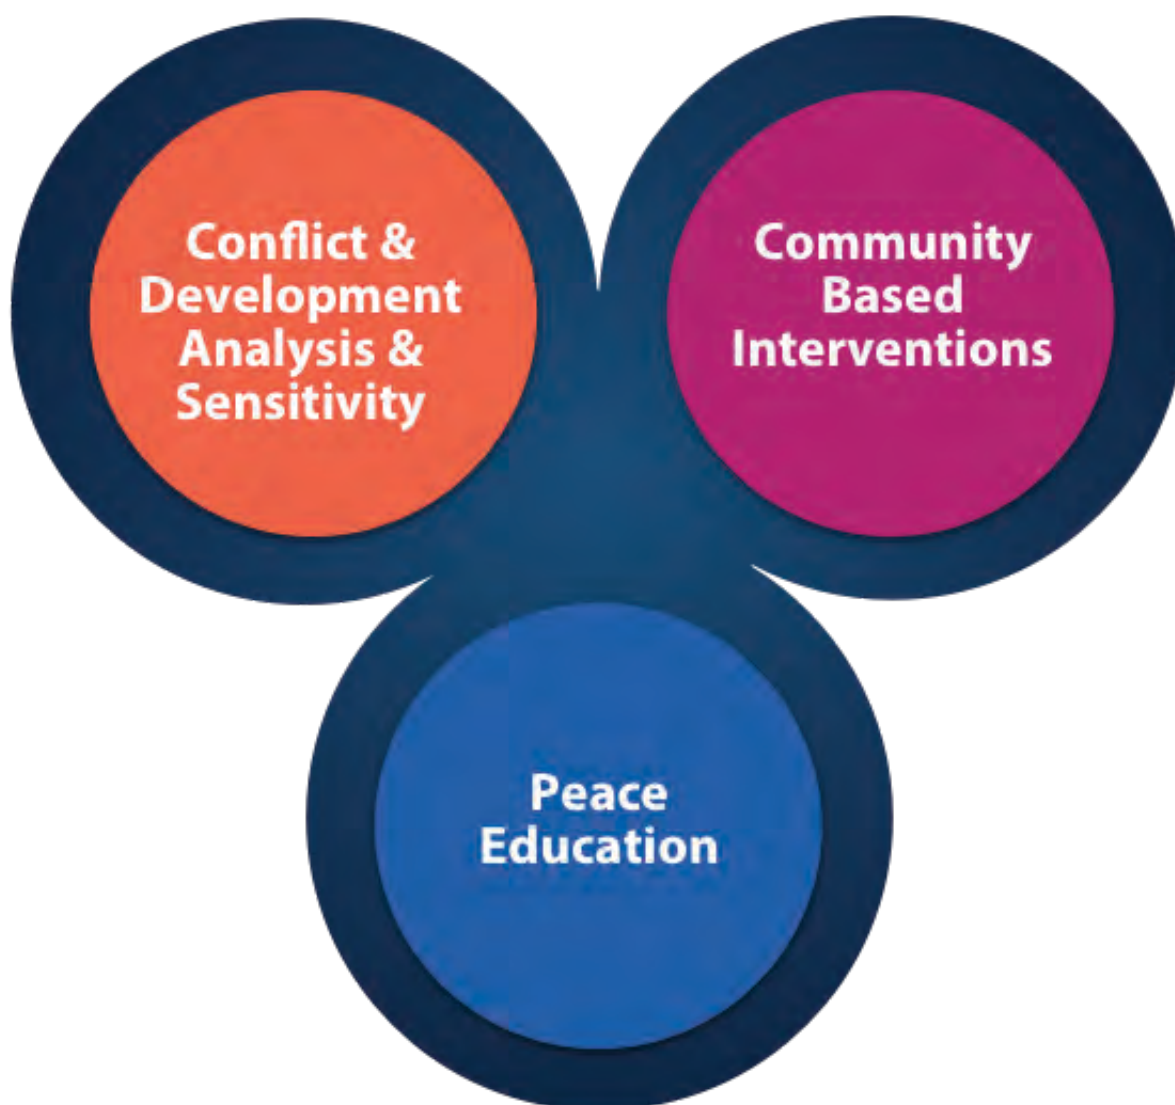 Conflict &
Development
Analysis &
Sensitivity
Community
Based
Interventions
Peace
Education